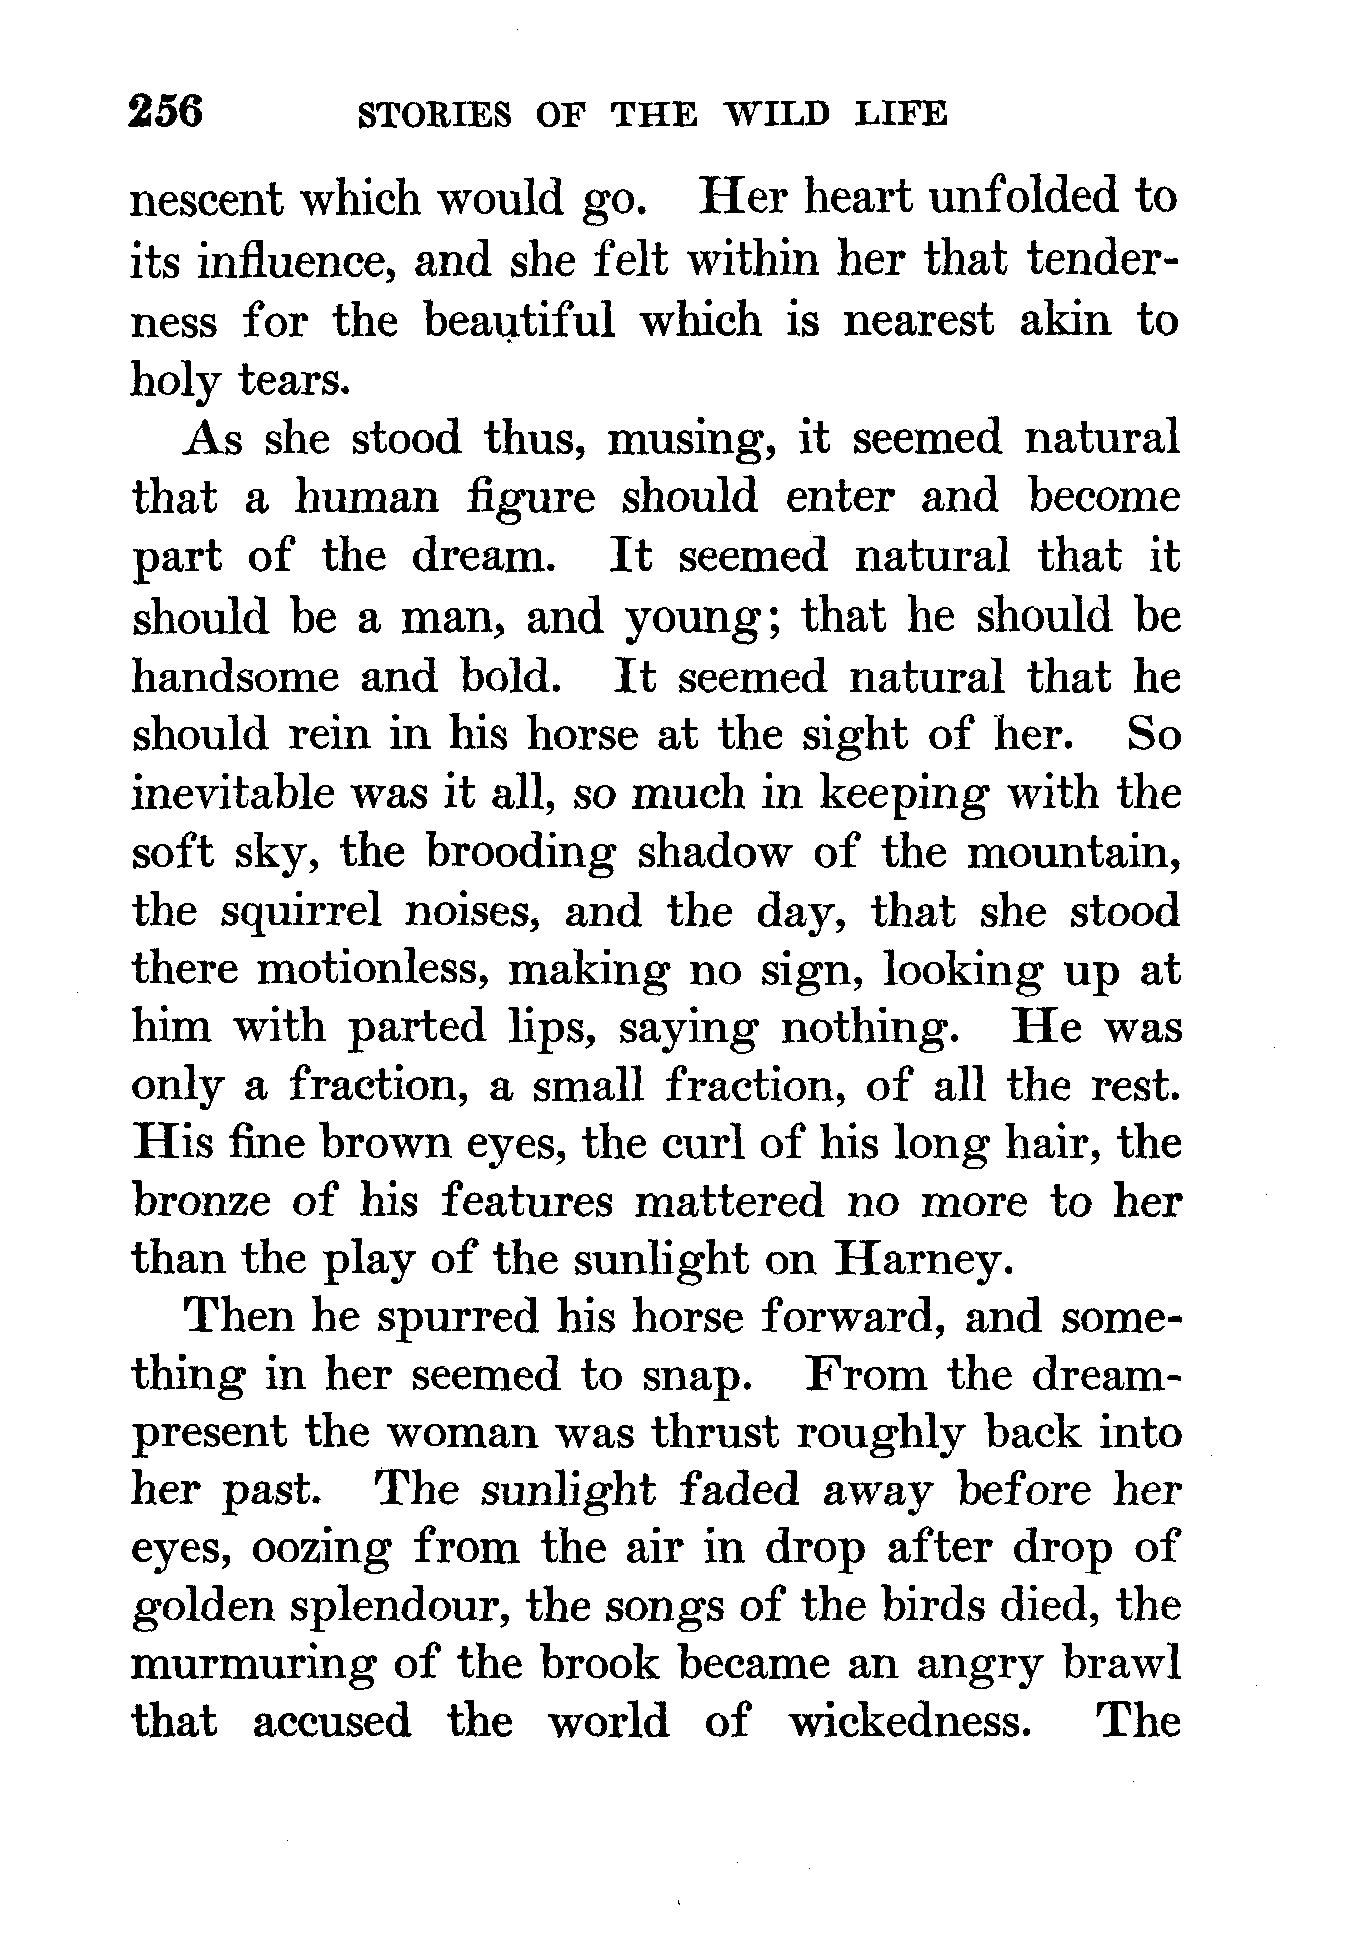 256 STORIES OF THE WILD LIFE
nescent which would go. Her heart unfolded to
its influence, and she felt within her that tender-
ness for the beautiful which is nearest akin to
holy tears.
As she stood thus, musing, it seemed natural
that a human figure should enter and become
part of the dream. It seemed natural that it
should be a man, and young; that he should be
handsome and bold. It seemed natural that he
should rein in his horse at the sight of her. So
inevitable was it all, so much in keeping with the
soft sky, the brooding shadow of the mountain,
the squirrel noises, and the day, that she stood
there motionless, making no sign, looking up at
him with parted lips, saying nothing. He was
only a fraction, a small fraction, of all the rest.
His fine brown eyes, the curl of his long hair, the
bronze of his features mattered no more to her
than the play of the sunlight on Harney.
Then he spurred his horse forward, and some-
thing in her seemed to snap. From the dream-
present the woman was thrust roughly back into
her past. The sunlight faded away before her
eyes, oozing from the air in drop after drop of
golden splendour, the songs of the birds died, the
murmuring of the brook became an angry brawl
that accused the world of wickedness. The